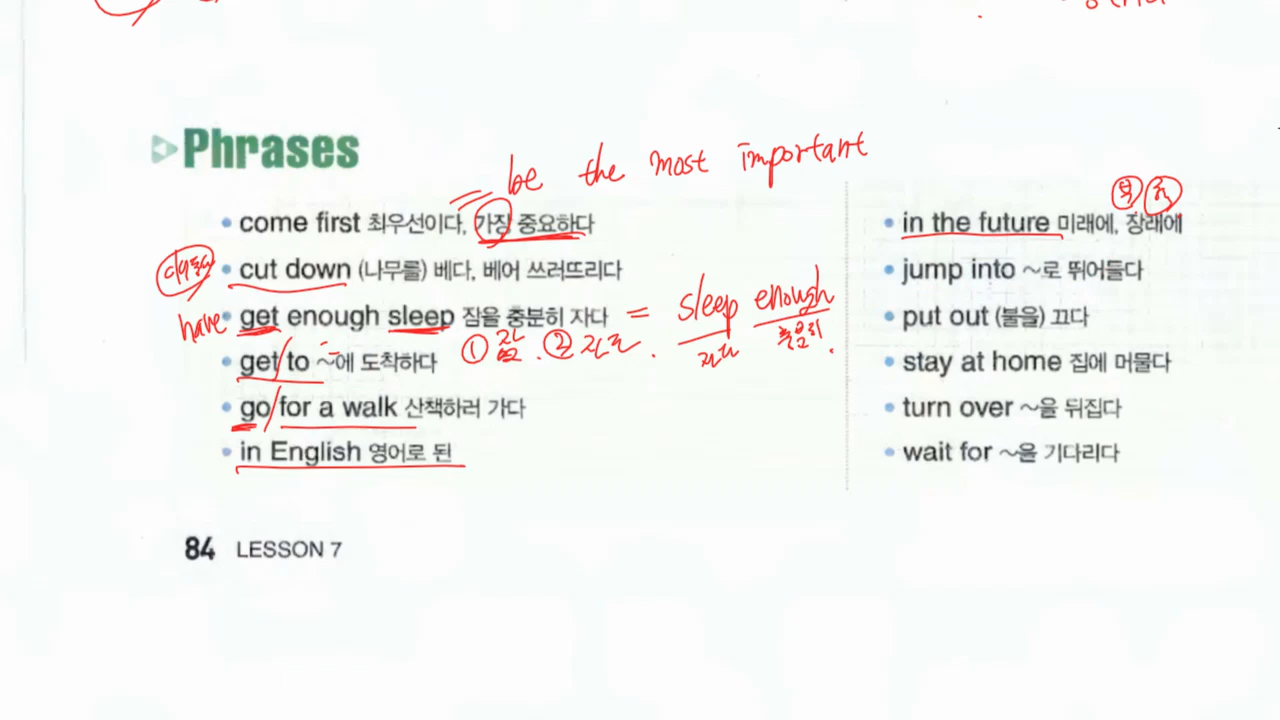 Phrases
be the most important
come first 최우선이다, 가장 중요하다
cut down (나무를) 베다, 베어 쓰러뜨리다
have
get enough sleep 잠을 충분히 자다 = sleep enough
① 잠. ② 자다. 자다 충분히.
get to ~에 도착하다
go for a walk 산책하러 가다
in English 영어로 된
in the future 미래에, 장래에
jump into ~로 뛰어들다
put out (불을) 끄다
stay at home 집에 머물다
turn over ~을 뒤집다
wait for ~을 기다리다
84 LESSON 7